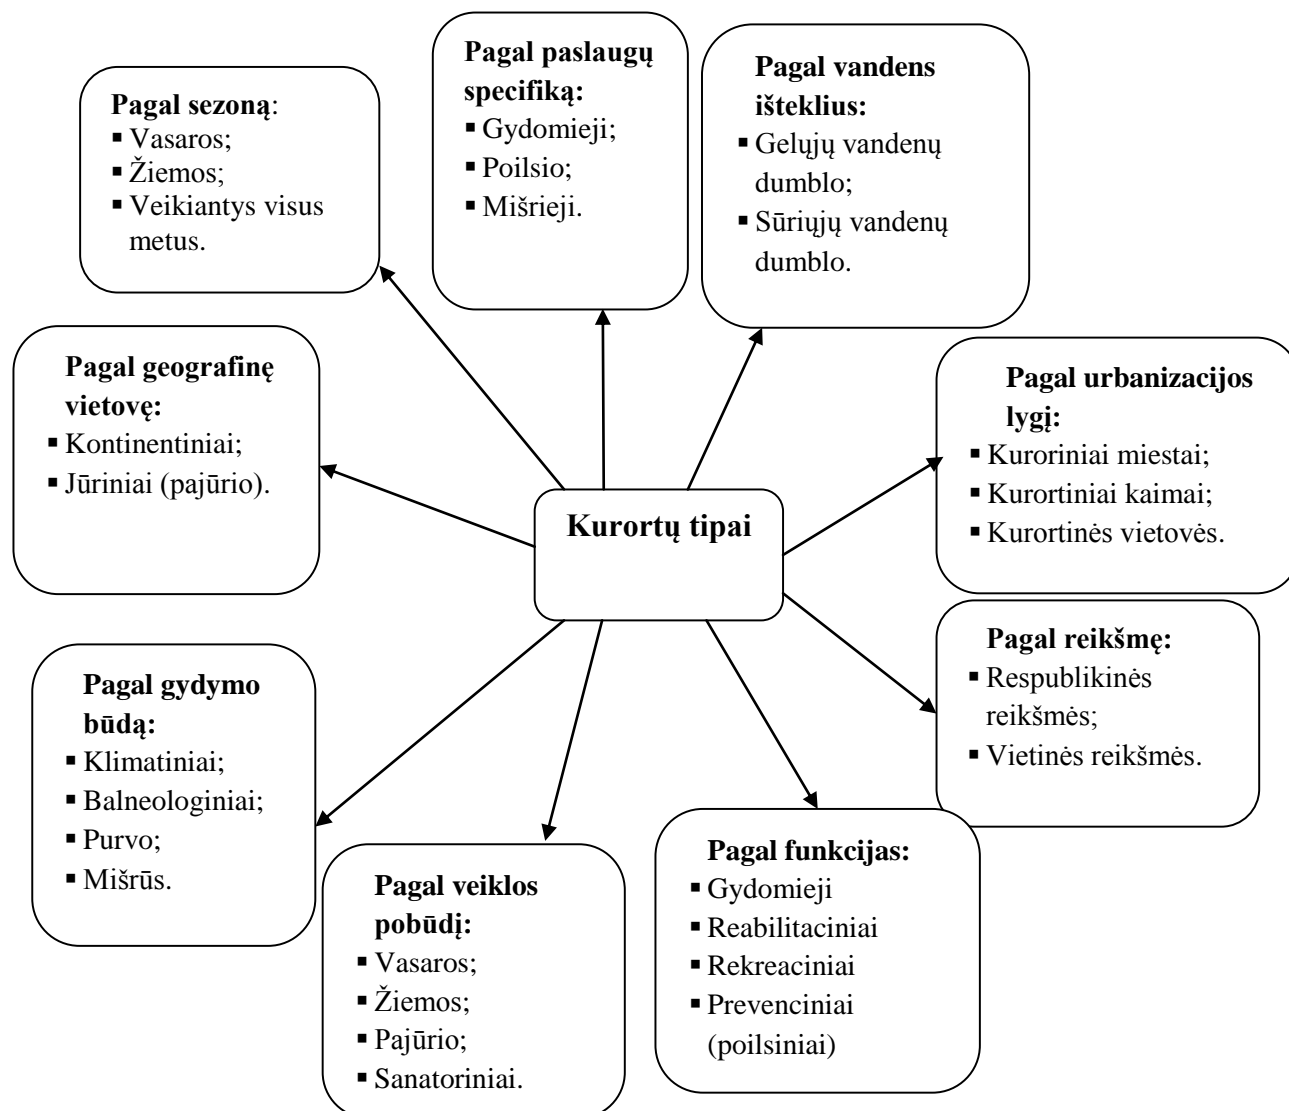 Pagal sezoną:
▪ Vasaros;
▪ Žiemos;
▪ Veikiantys visus
metus.
Pagal paslaugų
specifiką:
▪ Gydomieji;
▪ Poilsio;
▪ Mišrieji.
Pagal vandens
išteklius:
▪ Gelųjų vandenų
dumblo;
▪ Sūriųjų vandenų
dumblo.
Pagal geografinę
vietovę:
▪ Kontinentiniai;
▪ Jūriniai (pajūrio).
Pagal urbanizacijos
lygį:
▪ Kuroriniai miestai;
▪ Kurortiniai kaimai;
▪ Kurortinės vietovės.
Kurortų tipai
Pagal reikšmę:
▪ Respublikinės
reikšmės;
▪ Vietinės reikšmės.
Pagal gydymo
būdą:
▪ Klimatiniai;
▪ Balneologiniai;
▪ Purvo;
▪ Mišrūs.
Pagal veiklos
pobūdį:
▪ Vasaros;
▪ Žiemos;
▪ Pajūrio;
▪ Sanatoriniai.
Pagal funkcijas:
▪ Gydomieji
▪ Reabilitaciniai
▪ Rekreaciniai
▪ Prevenciniai
(poilsiniai)